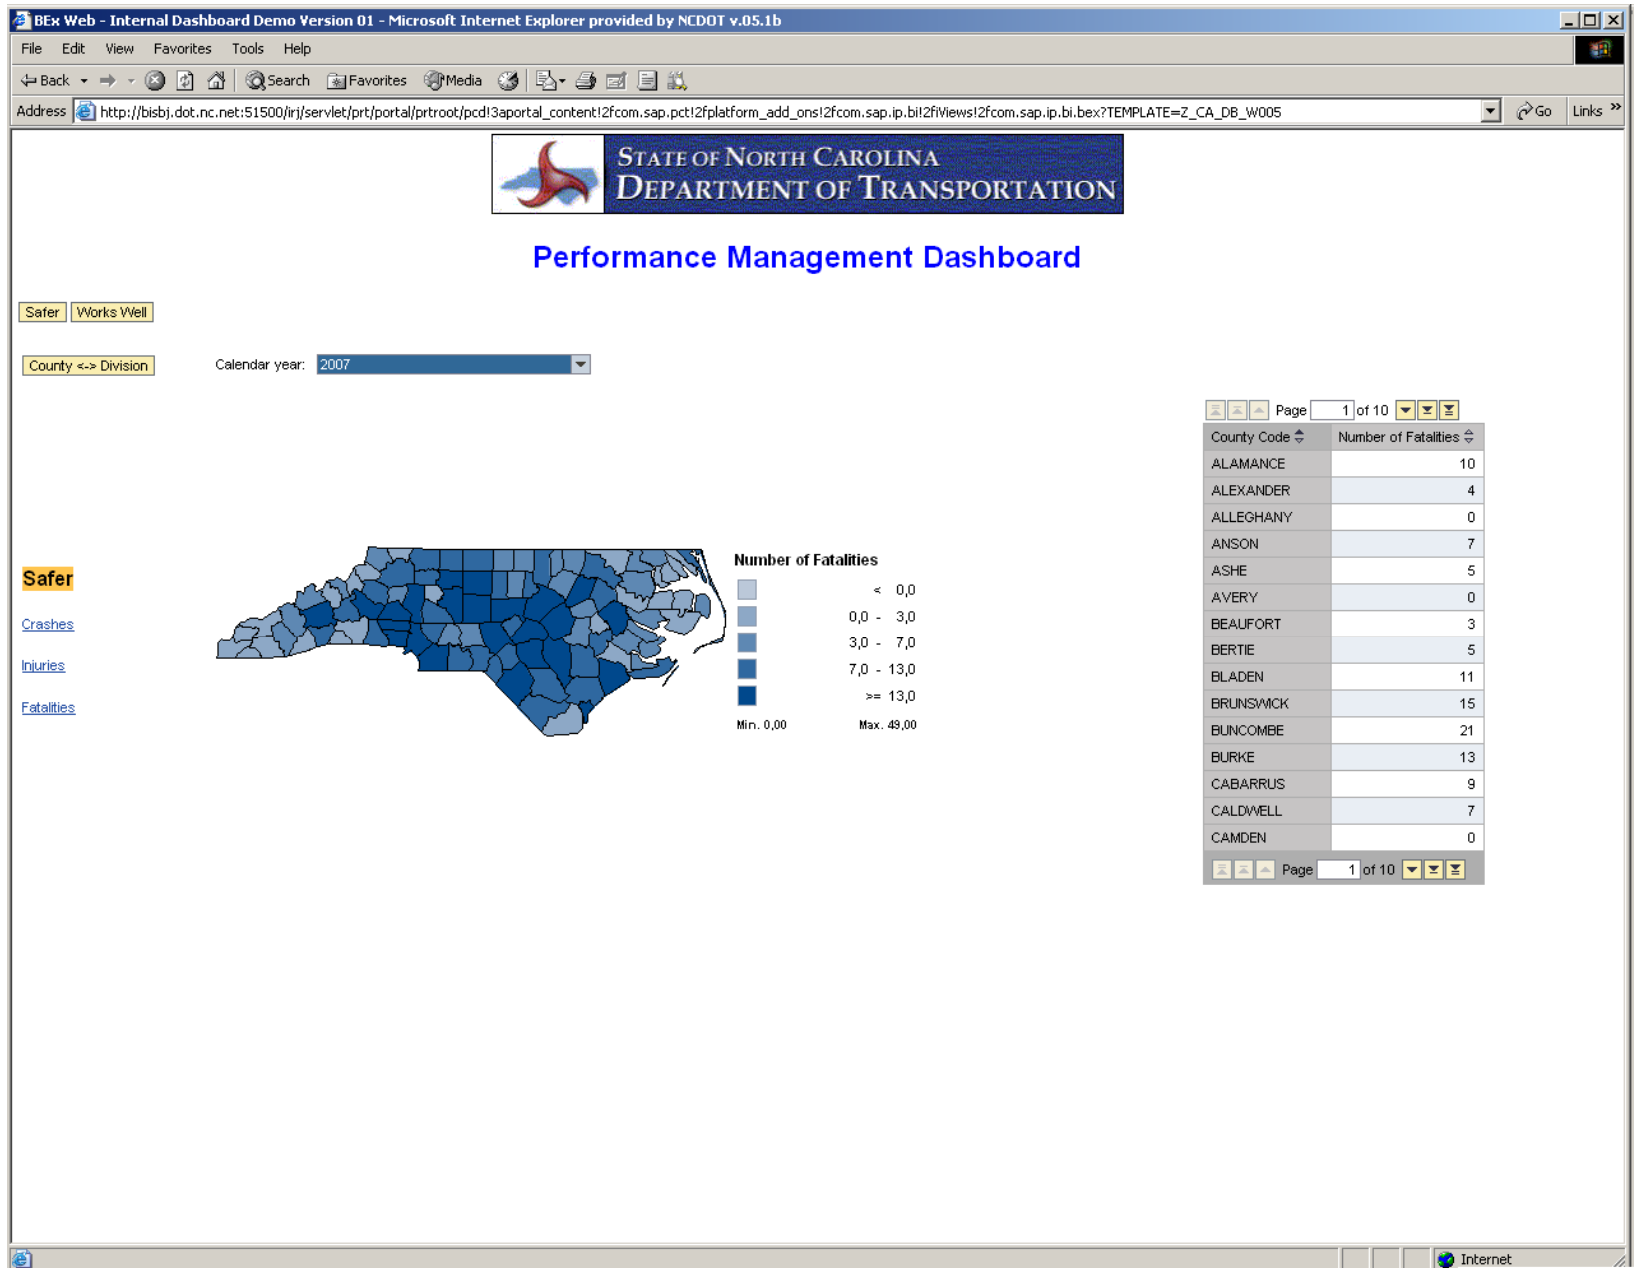 BEx Web - Internal Dashboard Demo Version 01 - Microsoft Internet Explorer provided by NCDOT v.05.1b
File Edit View Favorites Tools Help
Back Search Favorites Media
Address http://bisbj.dot.nc.net:51500/irj/servlet/prt/portal/prtroot/pcd!3aportal_content!2fcom.sap.pct!2fplatform_add_ons!2fcom.sap.ip.bi!2fiViews!2fcom.sap.ip.bi.bex?TEMPLATE=Z_CA_DB_W005 Go Links »
STATE OF NORTH CAROLINA
DEPARTMENT OF TRANSPORTATION
Performance Management Dashboard
Safer Works Well
County <-> Division Calendar year: 2007
Safer
Crashes
Injuries
Fatalities
Number of Fatalities
< 0,0
0,0 - 3,0
3,0 - 7,0
7,0 - 13,0
>= 13,0
Min. 0,00 Max. 49,00
Page 1 of 10
County Code Number of Fatalities
ALAMANCE 10
ALEXANDER 4
ALLEGHANY 0
ANSON 7
ASHE 5
AVERY 0
BEAUFORT 3
BERTIE 5
BLADEN 11
BRUNSWICK 15
BUNCOMBE 21
BURKE 13
CABARRUS 9
CALDWELL 7
CAMDEN 0
Page 1 of 10
Internet